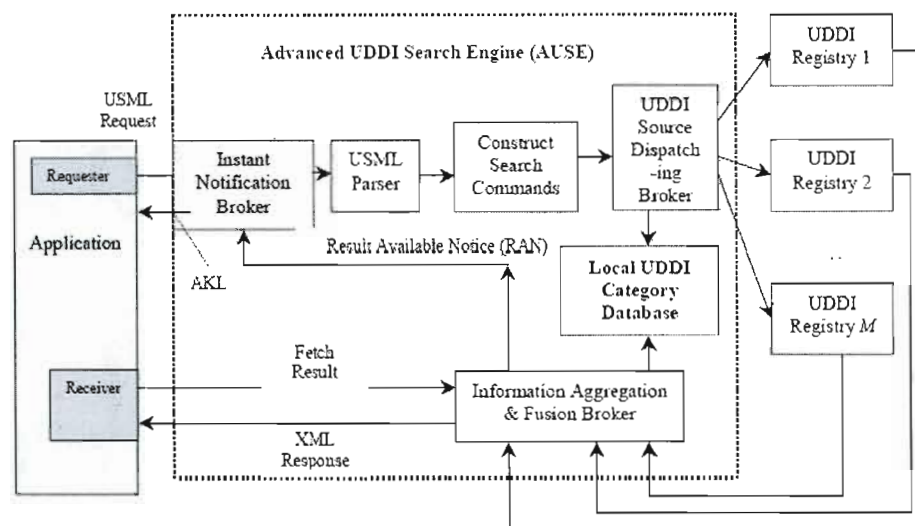 Advanced UDDI Search Engine (AUSE)
UDDI
Registry 1
USML
Request
Requester
Instant
Notification
Broker
USML
Parser
Construct
Search
Commands
UDDI
Source
Dispatch
-ing
Broker
UDDI
Registry 2
Application
AKL
Result Available Notice (RAN)
Local UDDI
Category
Database
..
UDDI
Registry M
Fetch
Result
Receiver
Information Aggregation
& Fusion Broker
XML
Response